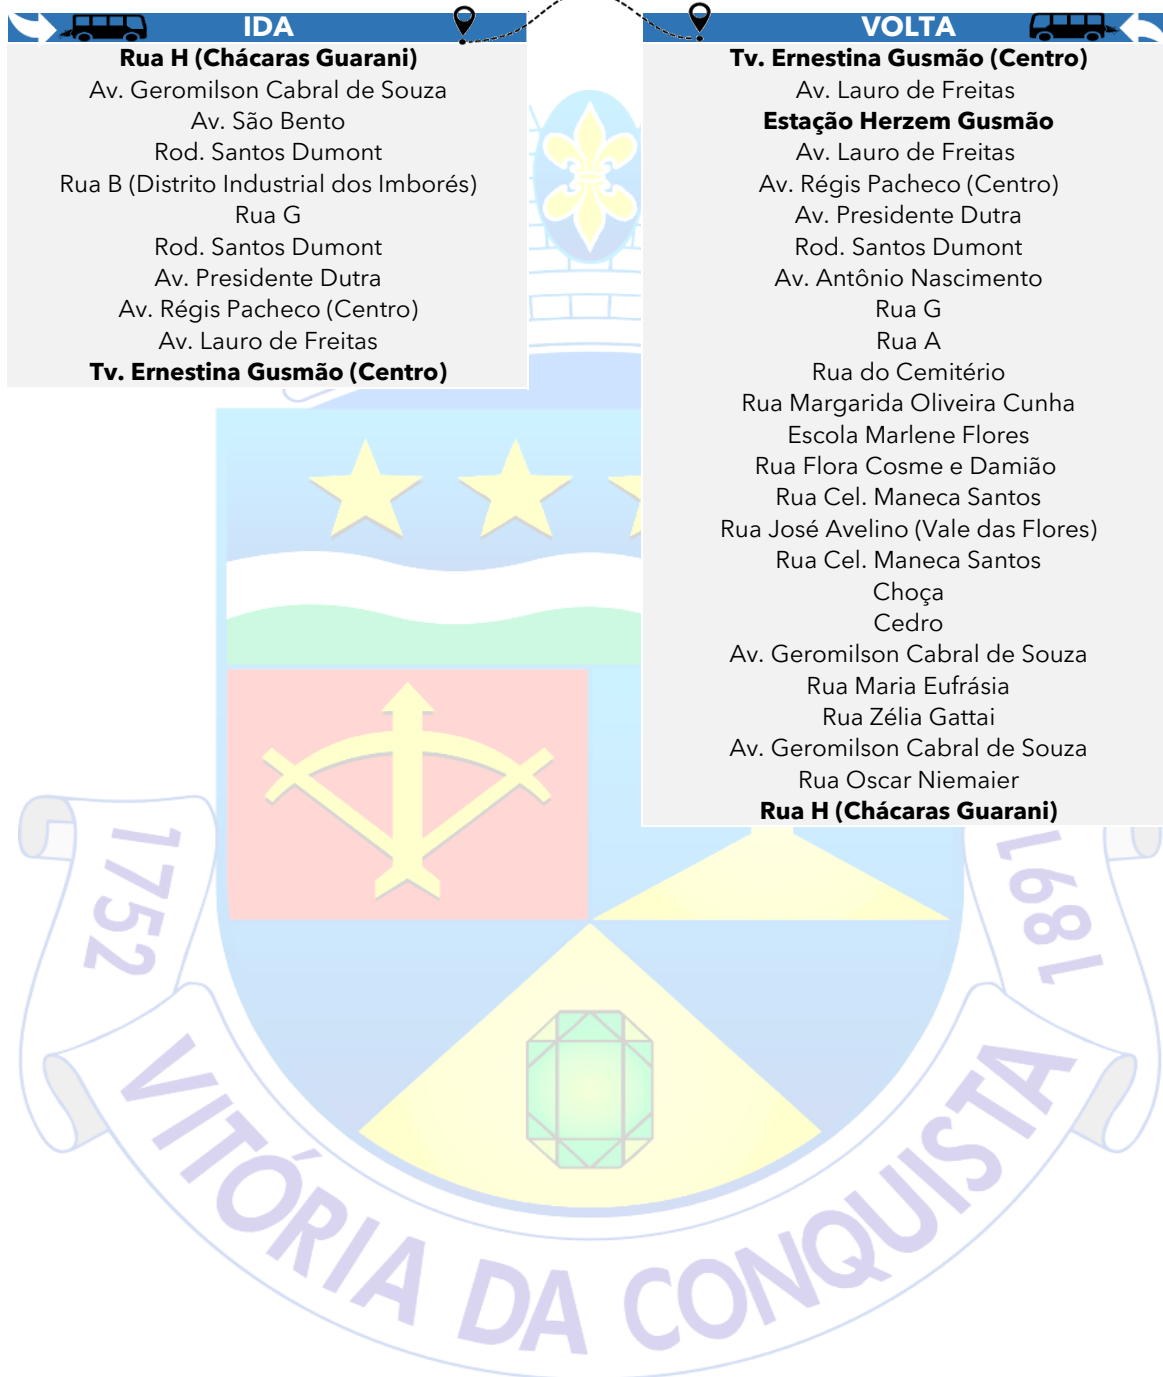 IDA
Rua H (Chácaras Guarani)
Av. Geromilson Cabral de Souza
Av. São Bento
Rod. Santos Dumont
Rua B (Distrito Industrial dos Imborés)
Rua G
Rod. Santos Dumont
Av. Presidente Dutra
Av. Régis Pacheco (Centro)
Av. Lauro de Freitas
Tv. Ernestina Gusmão (Centro)
VOLTA
Tv. Ernestina Gusmão (Centro)
Av. Lauro de Freitas
Estação Herzem Gusmão
Av. Lauro de Freitas
Av. Régis Pacheco (Centro)
Av. Presidente Dutra
Rod. Santos Dumont
Av. Antônio Nascimento
Rua G
Rua A
Rua do Cemitério
Rua Margarida Oliveira Cunha
Escola Marlene Flores
Rua Flora Cosme e Damião
Rua Cel. Maneca Santos
Rua José Avelino (Vale das Flores)
Rua Cel. Maneca Santos
Choça
Cedro
Av. Geromilson Cabral de Souza
Rua Maria Eufrásia
Rua Zélia Gattai
Av. Geromilson Cabral de Souza
Rua Oscar Niemaier
Rua H (Chácaras Guarani)
1752
1891
VITÓRIA DA CONQUISTA